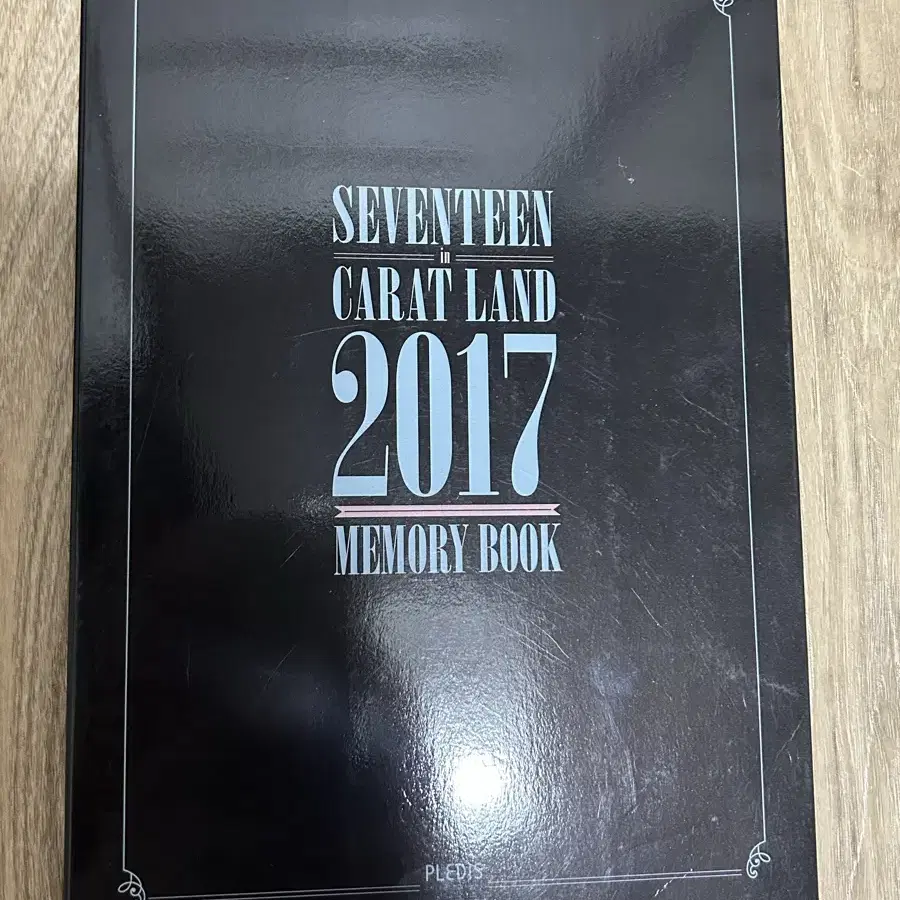 SEVENTEEN
in
CARAT LAND
2017
MEMORY BOOK
PLEDIS